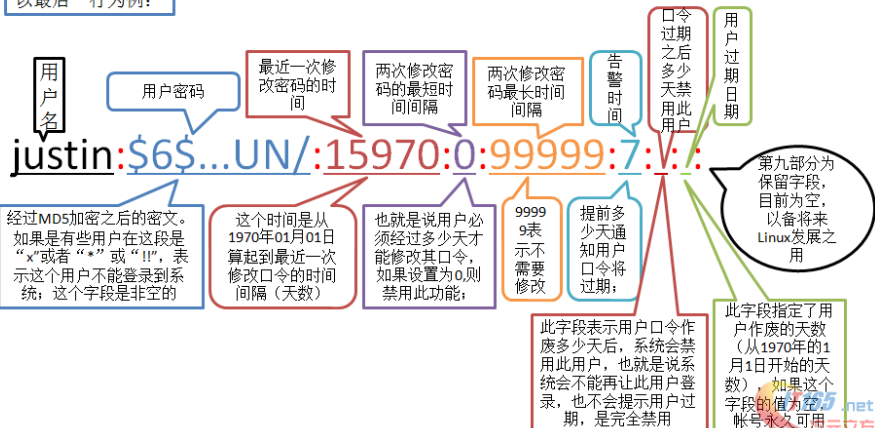 以最后一行为例:
用
户
名
用户密码
最近一次修
改密码的时
间
两次修改密
码的最短时
间间隔
两次修改密
码最长时间
间隔
告
警
时
间
口令
过期
之后
多少
天禁
用此
用户
用
户
过
期
日
期
justin:$6$...UN/:15970:0:99999:7:::
经过MD5加密之后的密文。
如果是有些用户在这段是
“x”或者“*”或“!!”,表
示这个用户不能登录到系
统;这个字段是非空的
这个时间是从
1970年01月01日
算起到最近一次
修改口令的时间
间隔(天数)
也就是说用户必
须经过多少天才
能修改其口令,
如果设置为0,则
禁用此功能;
9999
9表
示不
需要
修改
提前多
少天通
知用户
口令将
过期;
第九部分为
保留字段,
目前为空,
以备将来
Linux发展之
用
此字段表示用户口令作
废多少天后,系统会禁
用此用户,也就是说系
统会不能再让此用户登
录,也不会提示用户过
期,是完全禁用
此字段指定了用
户作废的天数
(从1970年的1
月1日开始的天
数),如果这个
字段的值为空,
帐号永久可用
IT165.net